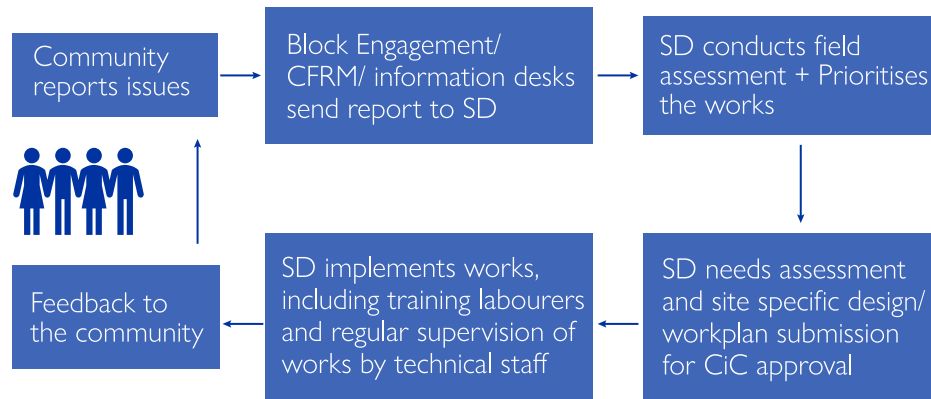 Community
reports issues
Block Engagement/
CFRM/ information desks
send report to SD
SD conducts field
assessment + Prioritises
the works
SD needs assessment
and site specific design/
workplan submission
for CiC approval
SD implements works,
including training labourers
and regular supervision of
works by technical staff
Feedback to
the community